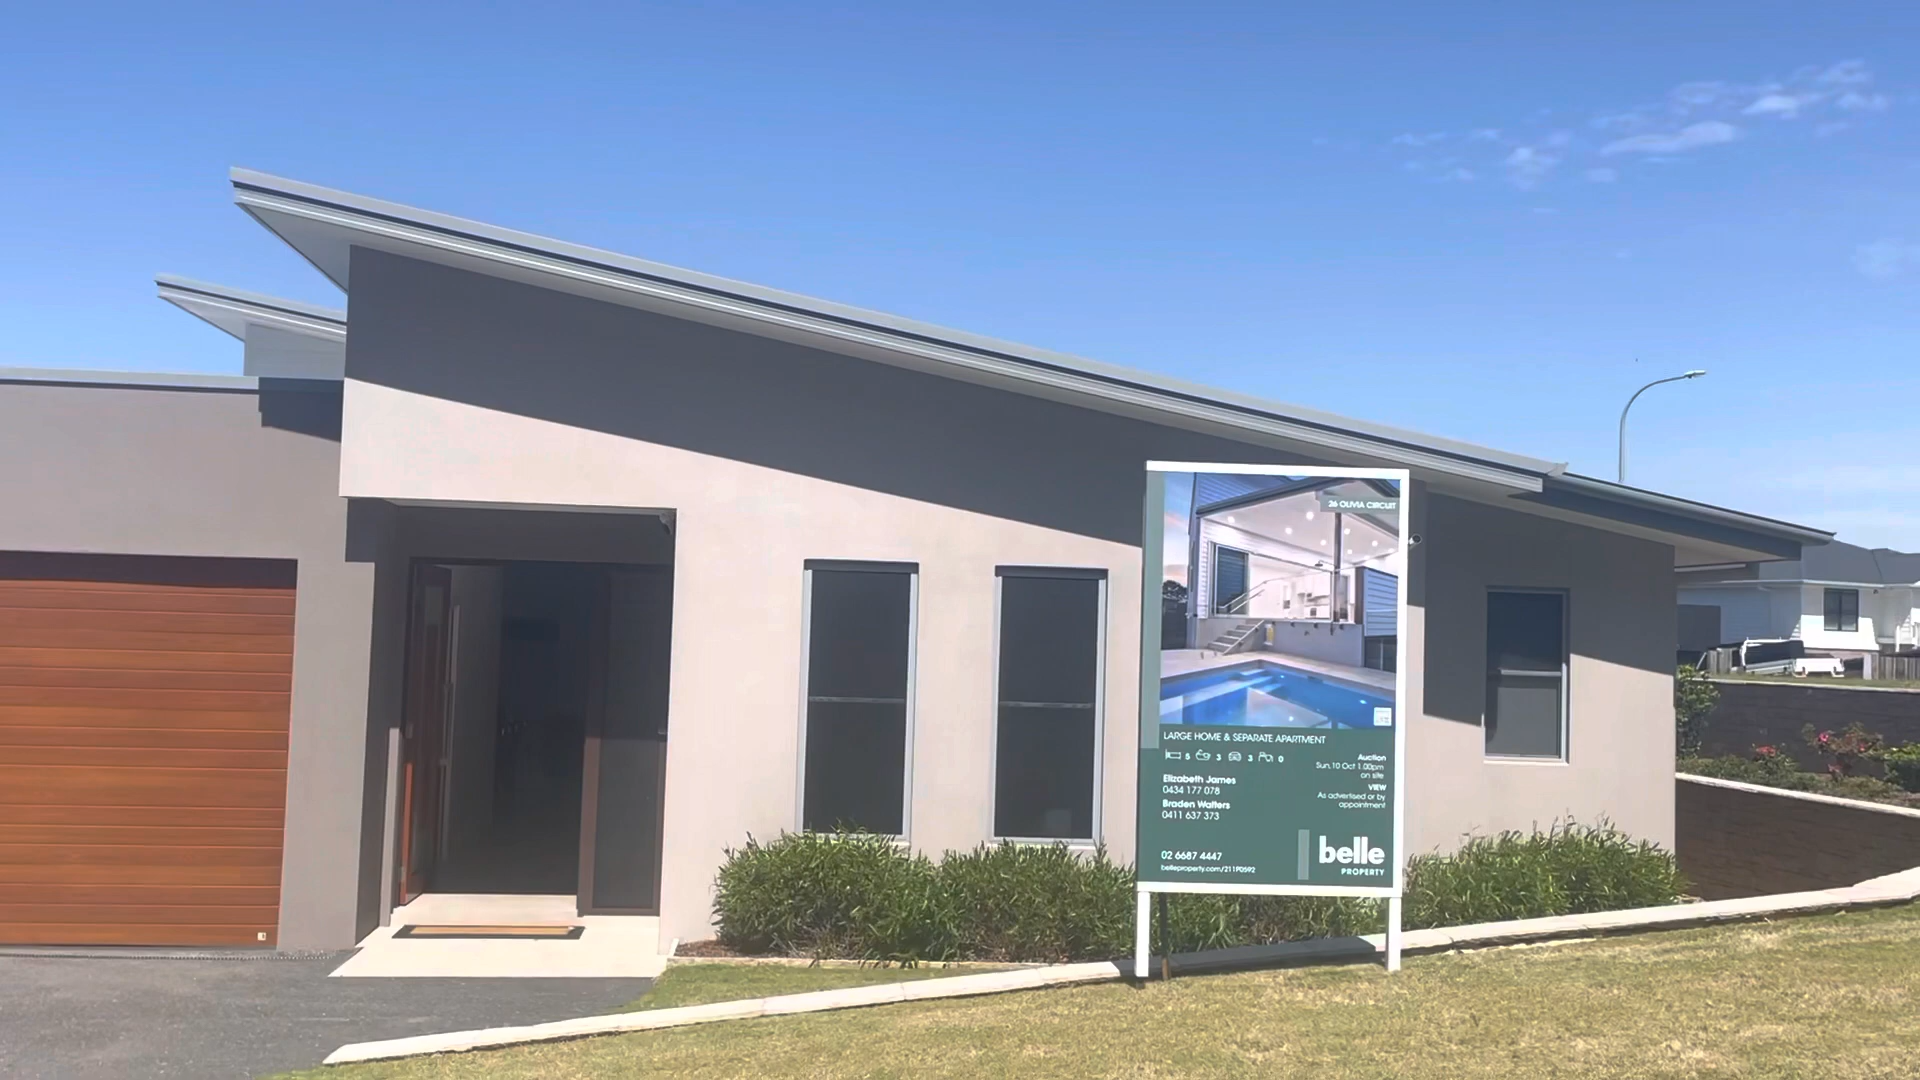 26 OLIVIA CIRCUIT
LARGE HOME & SEPARATE APARTMENT
5 3 3 0
Auction
Sun,10 Oct 1.00pm
on site
VIEW
As advertised or by
appointment
Elizabeth James
0434 177 078
Braden Walters
0411 637 373
02 6687 4447
belleproperty.com/211P0592
belle
PROPERTY